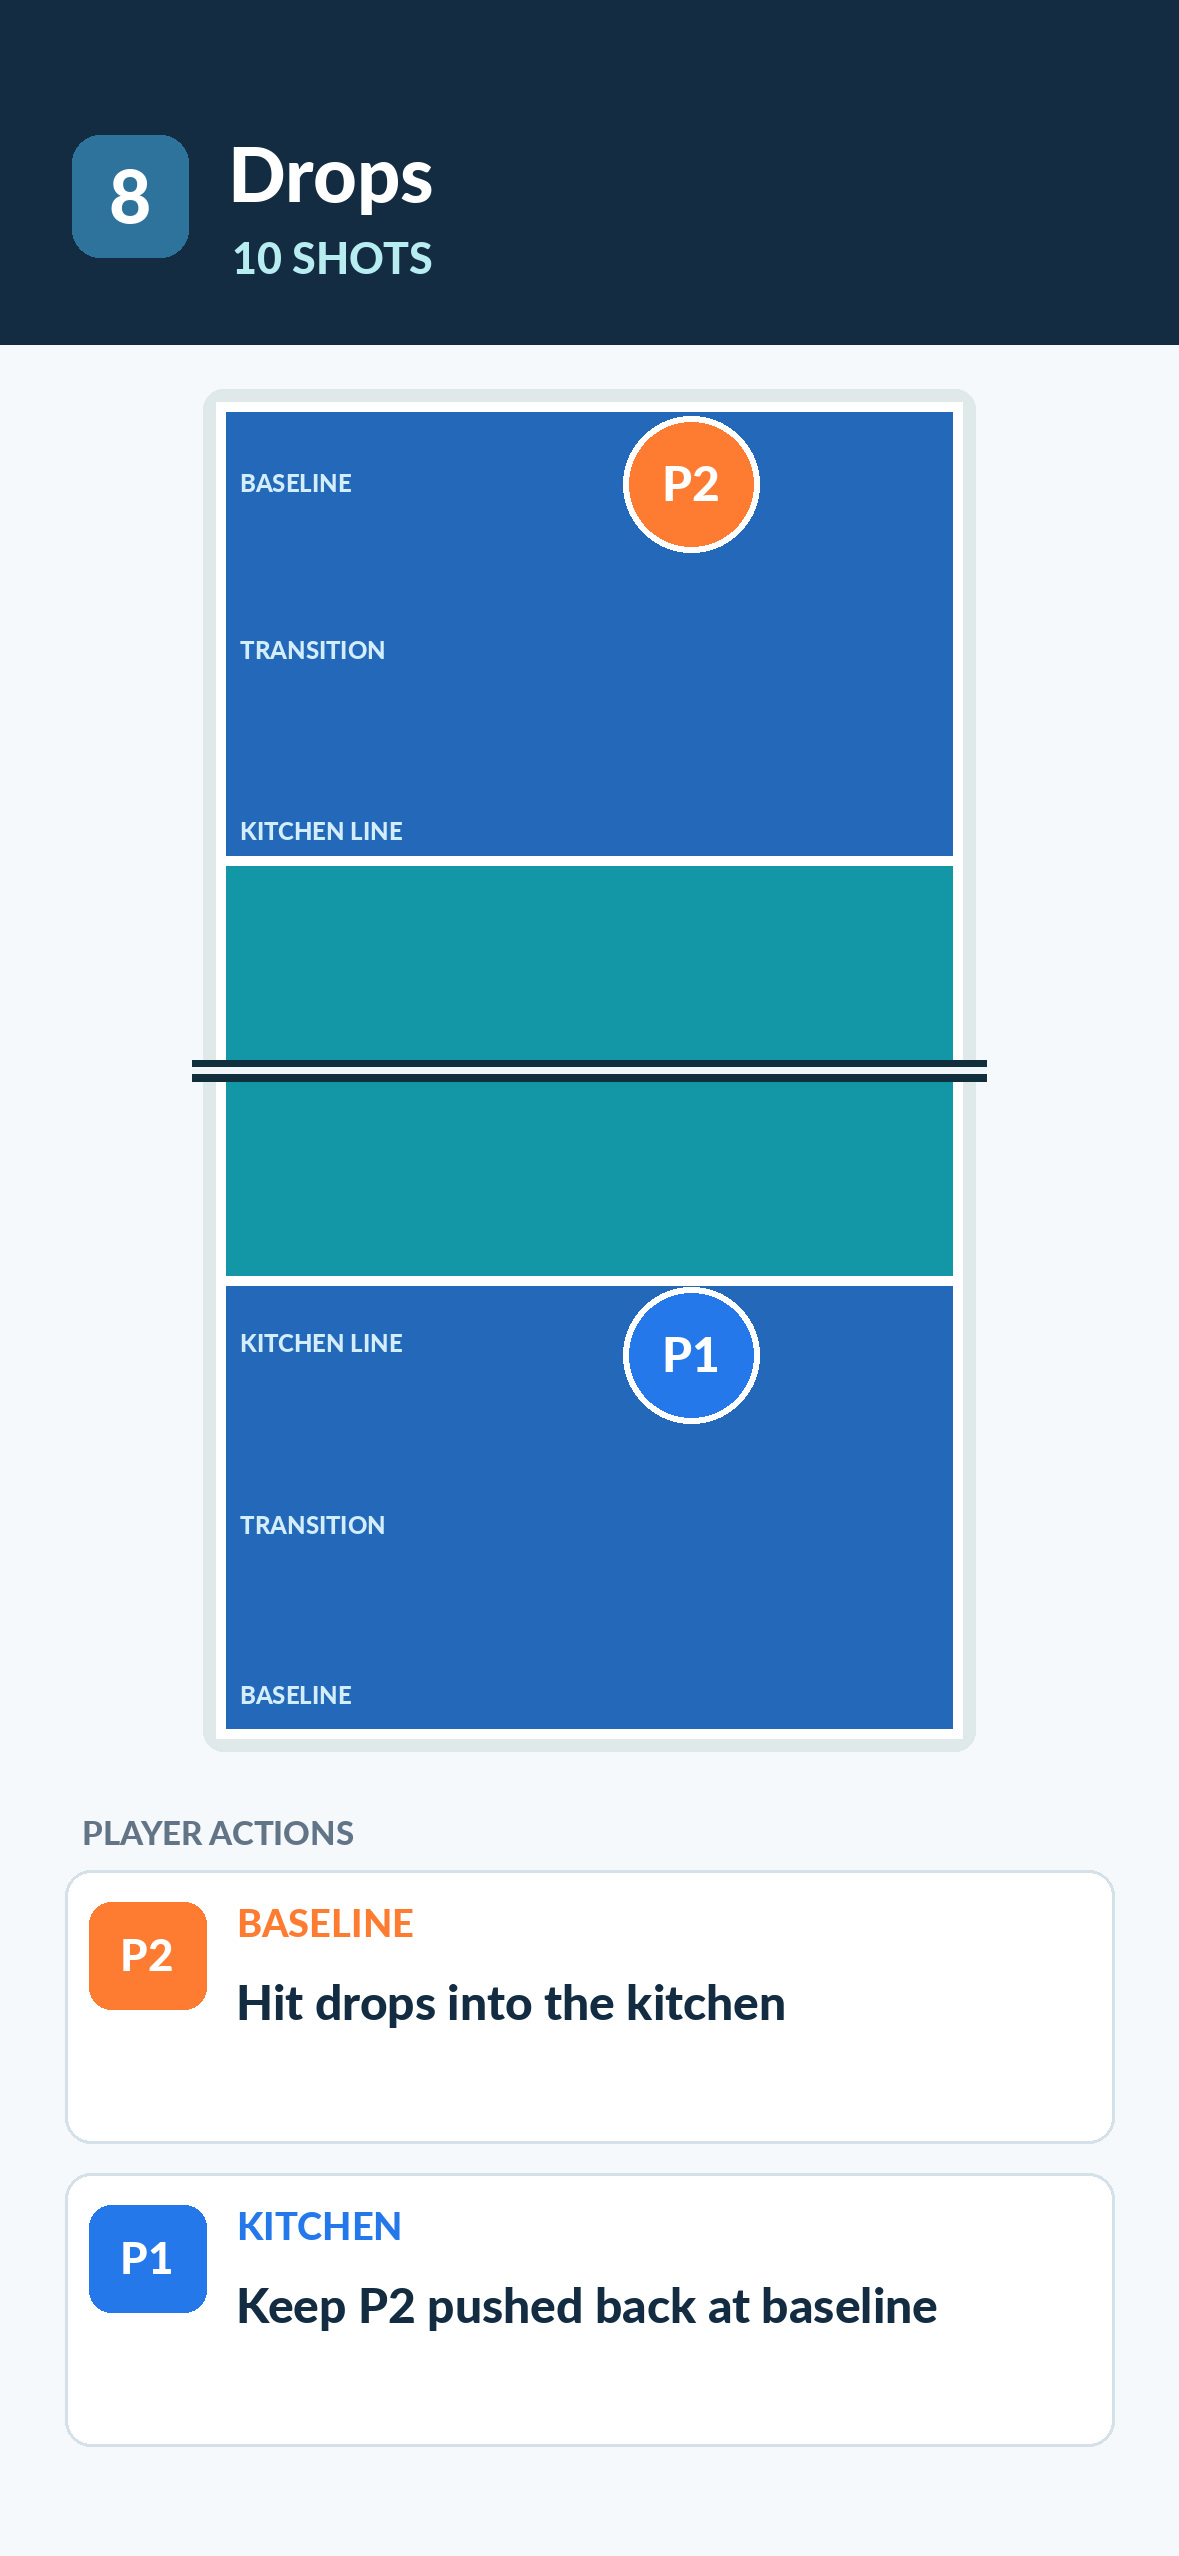 8
Drops
10 SHOTS
BASELINE
P2
TRANSITION
KITCHEN LINE
KITCHEN LINE
P1
TRANSITION
BASELINE
PLAYER ACTIONS
P2
BASELINE
Hit drops into the kitchen
P1
KITCHEN
Keep P2 pushed back at baseline